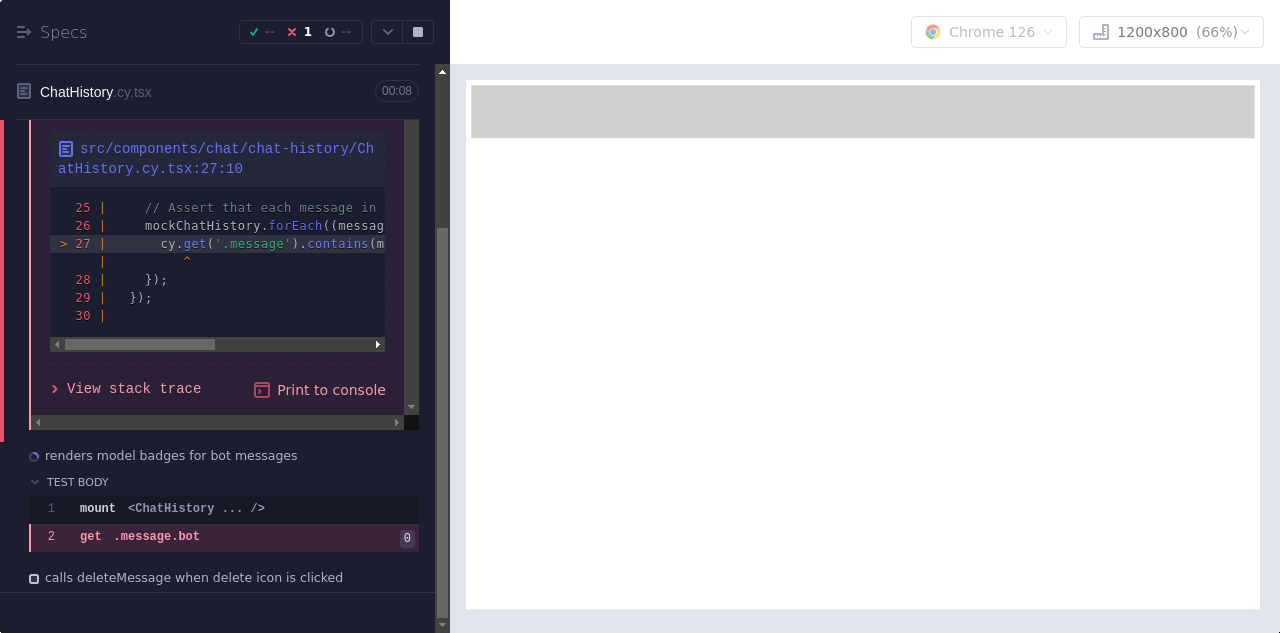 Specs
-- 1 --
Chrome 126
1200x800 (66%)
ChatHistory.cy.tsx
00:08
src/components/chat/chat-history/Ch
atHistory.cy.tsx:27:10
25 | // Assert that each message in
26 | mockChatHistory.forEach((messag
> 27 | cy.get('.message').contains(m
| ^
28 | });
29 | });
30 |
View stack trace
Print to console
renders model badges for bot messages
TEST BODY
1 mount <ChatHistory ... />
2 get .message.bot 0
calls deleteMessage when delete icon is clicked